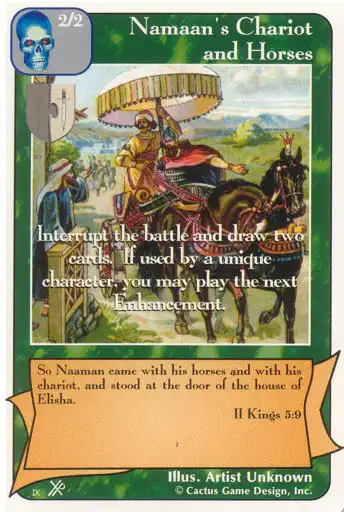 2/2
Namaan's Chariot
and Horses
Interrupt the battle and draw two
cards. If used by a unique
character, you may play the next
Enhancement.
So Naaman came with his horses and with his
chariot, and stood at the door of the house of
Elisha.
II Kings 5:9
Illus. Artist Unknown
© Cactus Game Design, Inc.
IX